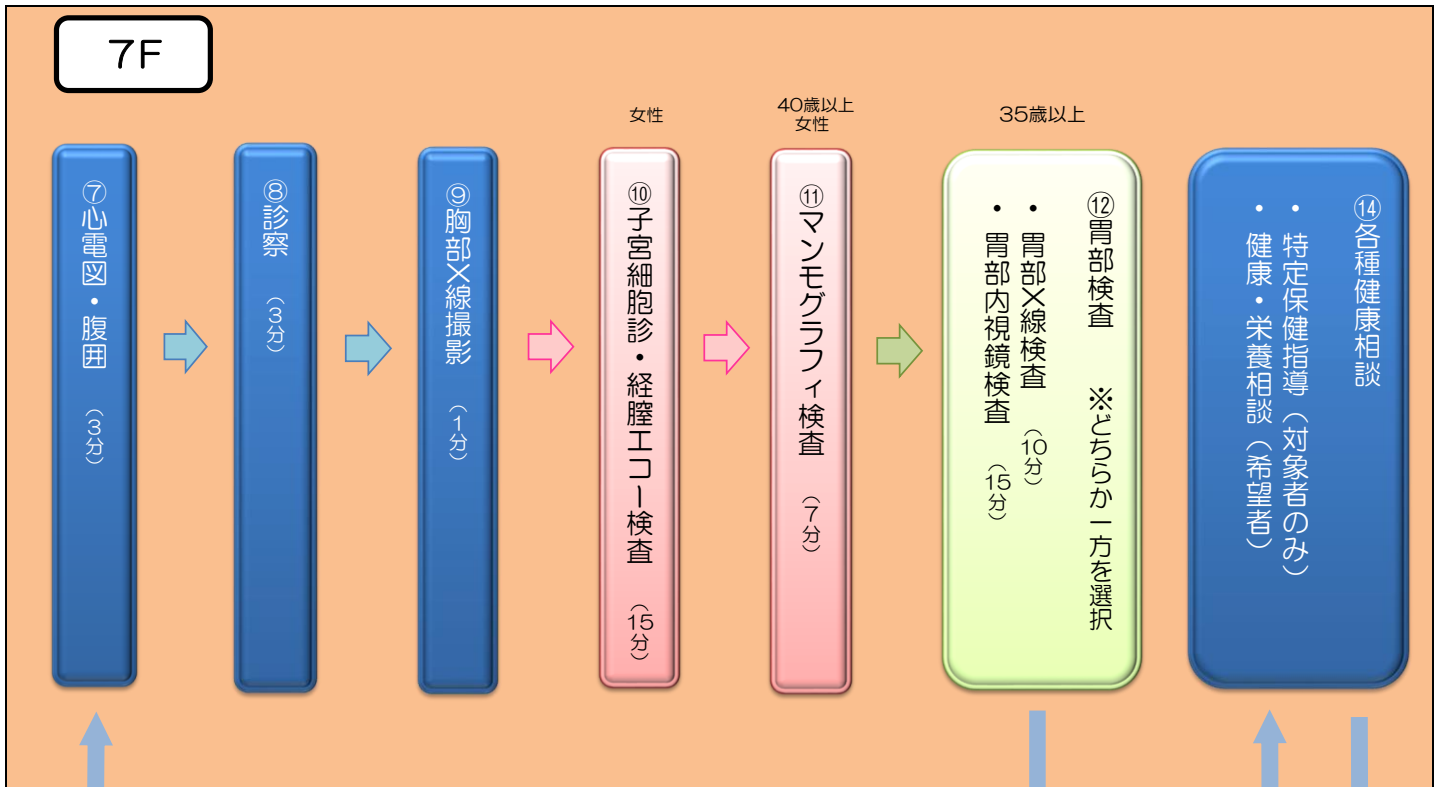 7F
⑦心電図・腹囲　（3分）
⑧診察　（3分）
⑨胸部X線撮影　（1分）
女性
⑩子宮細胞診・経膣エコー検査　（15分）
40歳以上
女性
⑪マンモグラフィ検査　（7分）
35歳以上
⑫胃部検査　※どちらか一方を選択
・胃部X線検査　（10分）
・胃部内視鏡検査　（15分）
⑭各種健康相談
・特定保健指導（対象者のみ）
・健康・栄養相談（希望者）